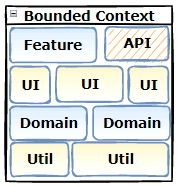 Bounded Context
Feature API
UI UI UI
Domain Domain
Util Util